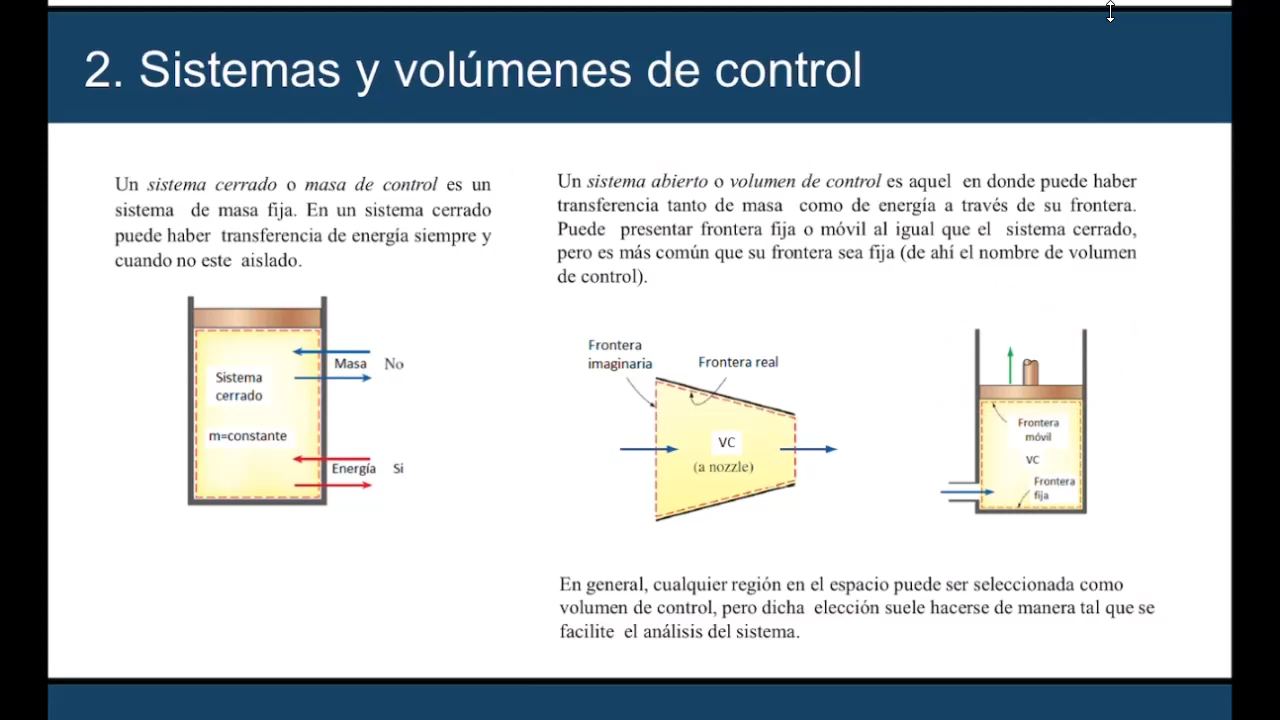 2. Sistemas y volúmenes de control
Un sistema cerrado o masa de control es un
sistema de masa fija. En un sistema cerrado
puede haber transferencia de energía siempre y
cuando no este aislado.
Sistema
cerrado
m=constante
Masa No
Energía Si
Un sistema abierto o volumen de control es aquel en donde puede haber
transferencia tanto de masa como de energía a través de su frontera.
Puede presentar frontera fija o móvil al igual que el sistema cerrado,
pero es más común que su frontera sea fija (de ahí el nombre de volumen
de control).
Frontera
imaginaria
Frontera real
VC
(a nozzle)
Frontera
móvil
VC
Frontera
fija
En general, cualquier región en el espacio puede ser seleccionada como
volumen de control, pero dicha elección suele hacerse de manera tal que se
facilite el análisis del sistema.